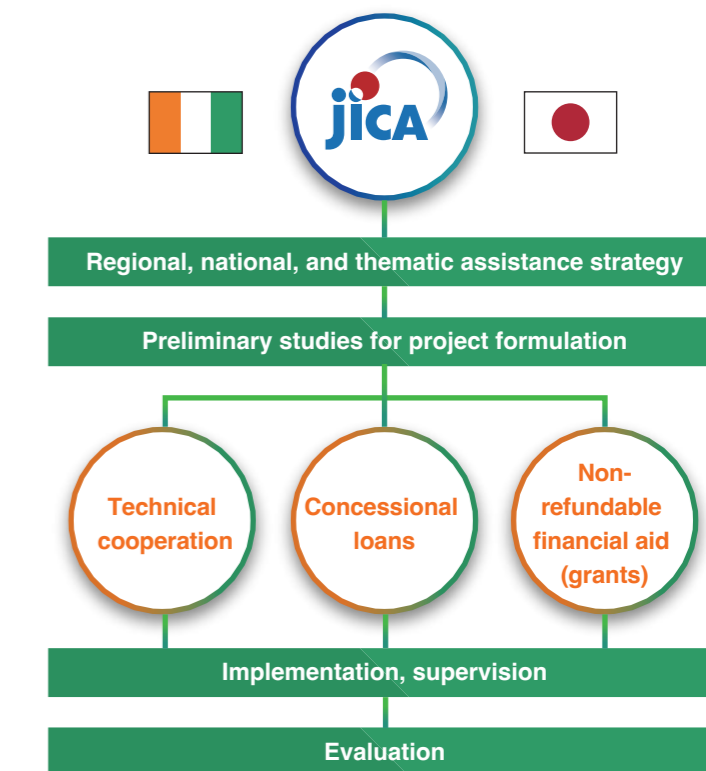 jica
Regional, national, and thematic assistance strategy
Preliminary studies for project formulation
Technical
cooperation
Concessional
loans
Non-
refundable
financial aid
(grants)
Implementation, supervision
Evaluation